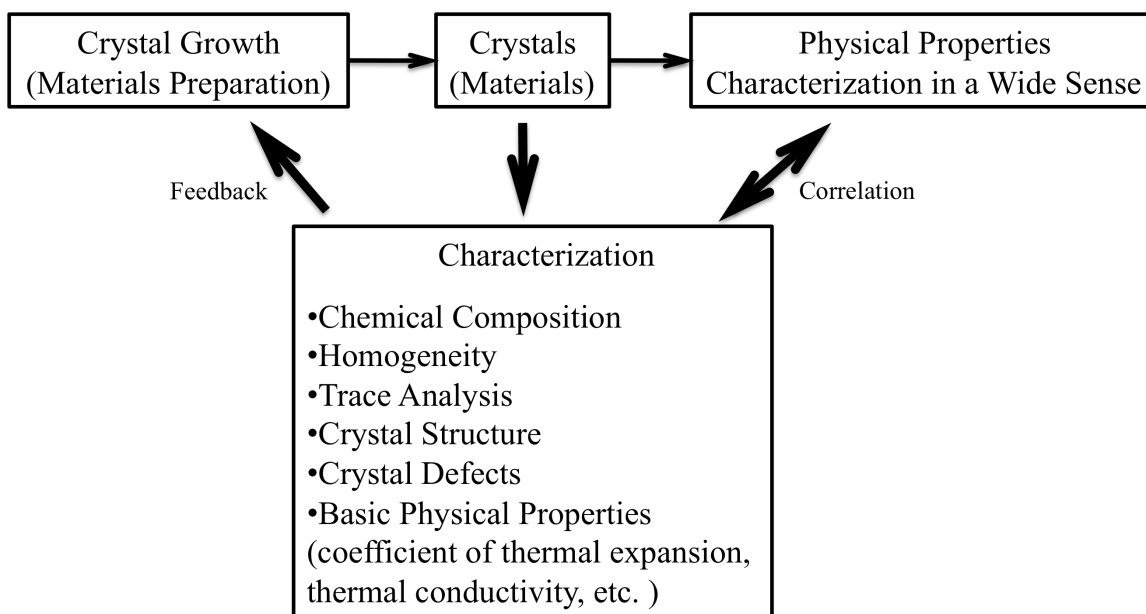 Crystal Growth
(Materials Preparation)
Crystals
(Materials)
Physical Properties
Characterization in a Wide Sense
Feedback
Correlation
Characterization
•Chemical Composition
•Homogeneity
•Trace Analysis
•Crystal Structure
•Crystal Defects
•Basic Physical Properties
(coefficient of thermal expansion,
thermal conductivity, etc. )